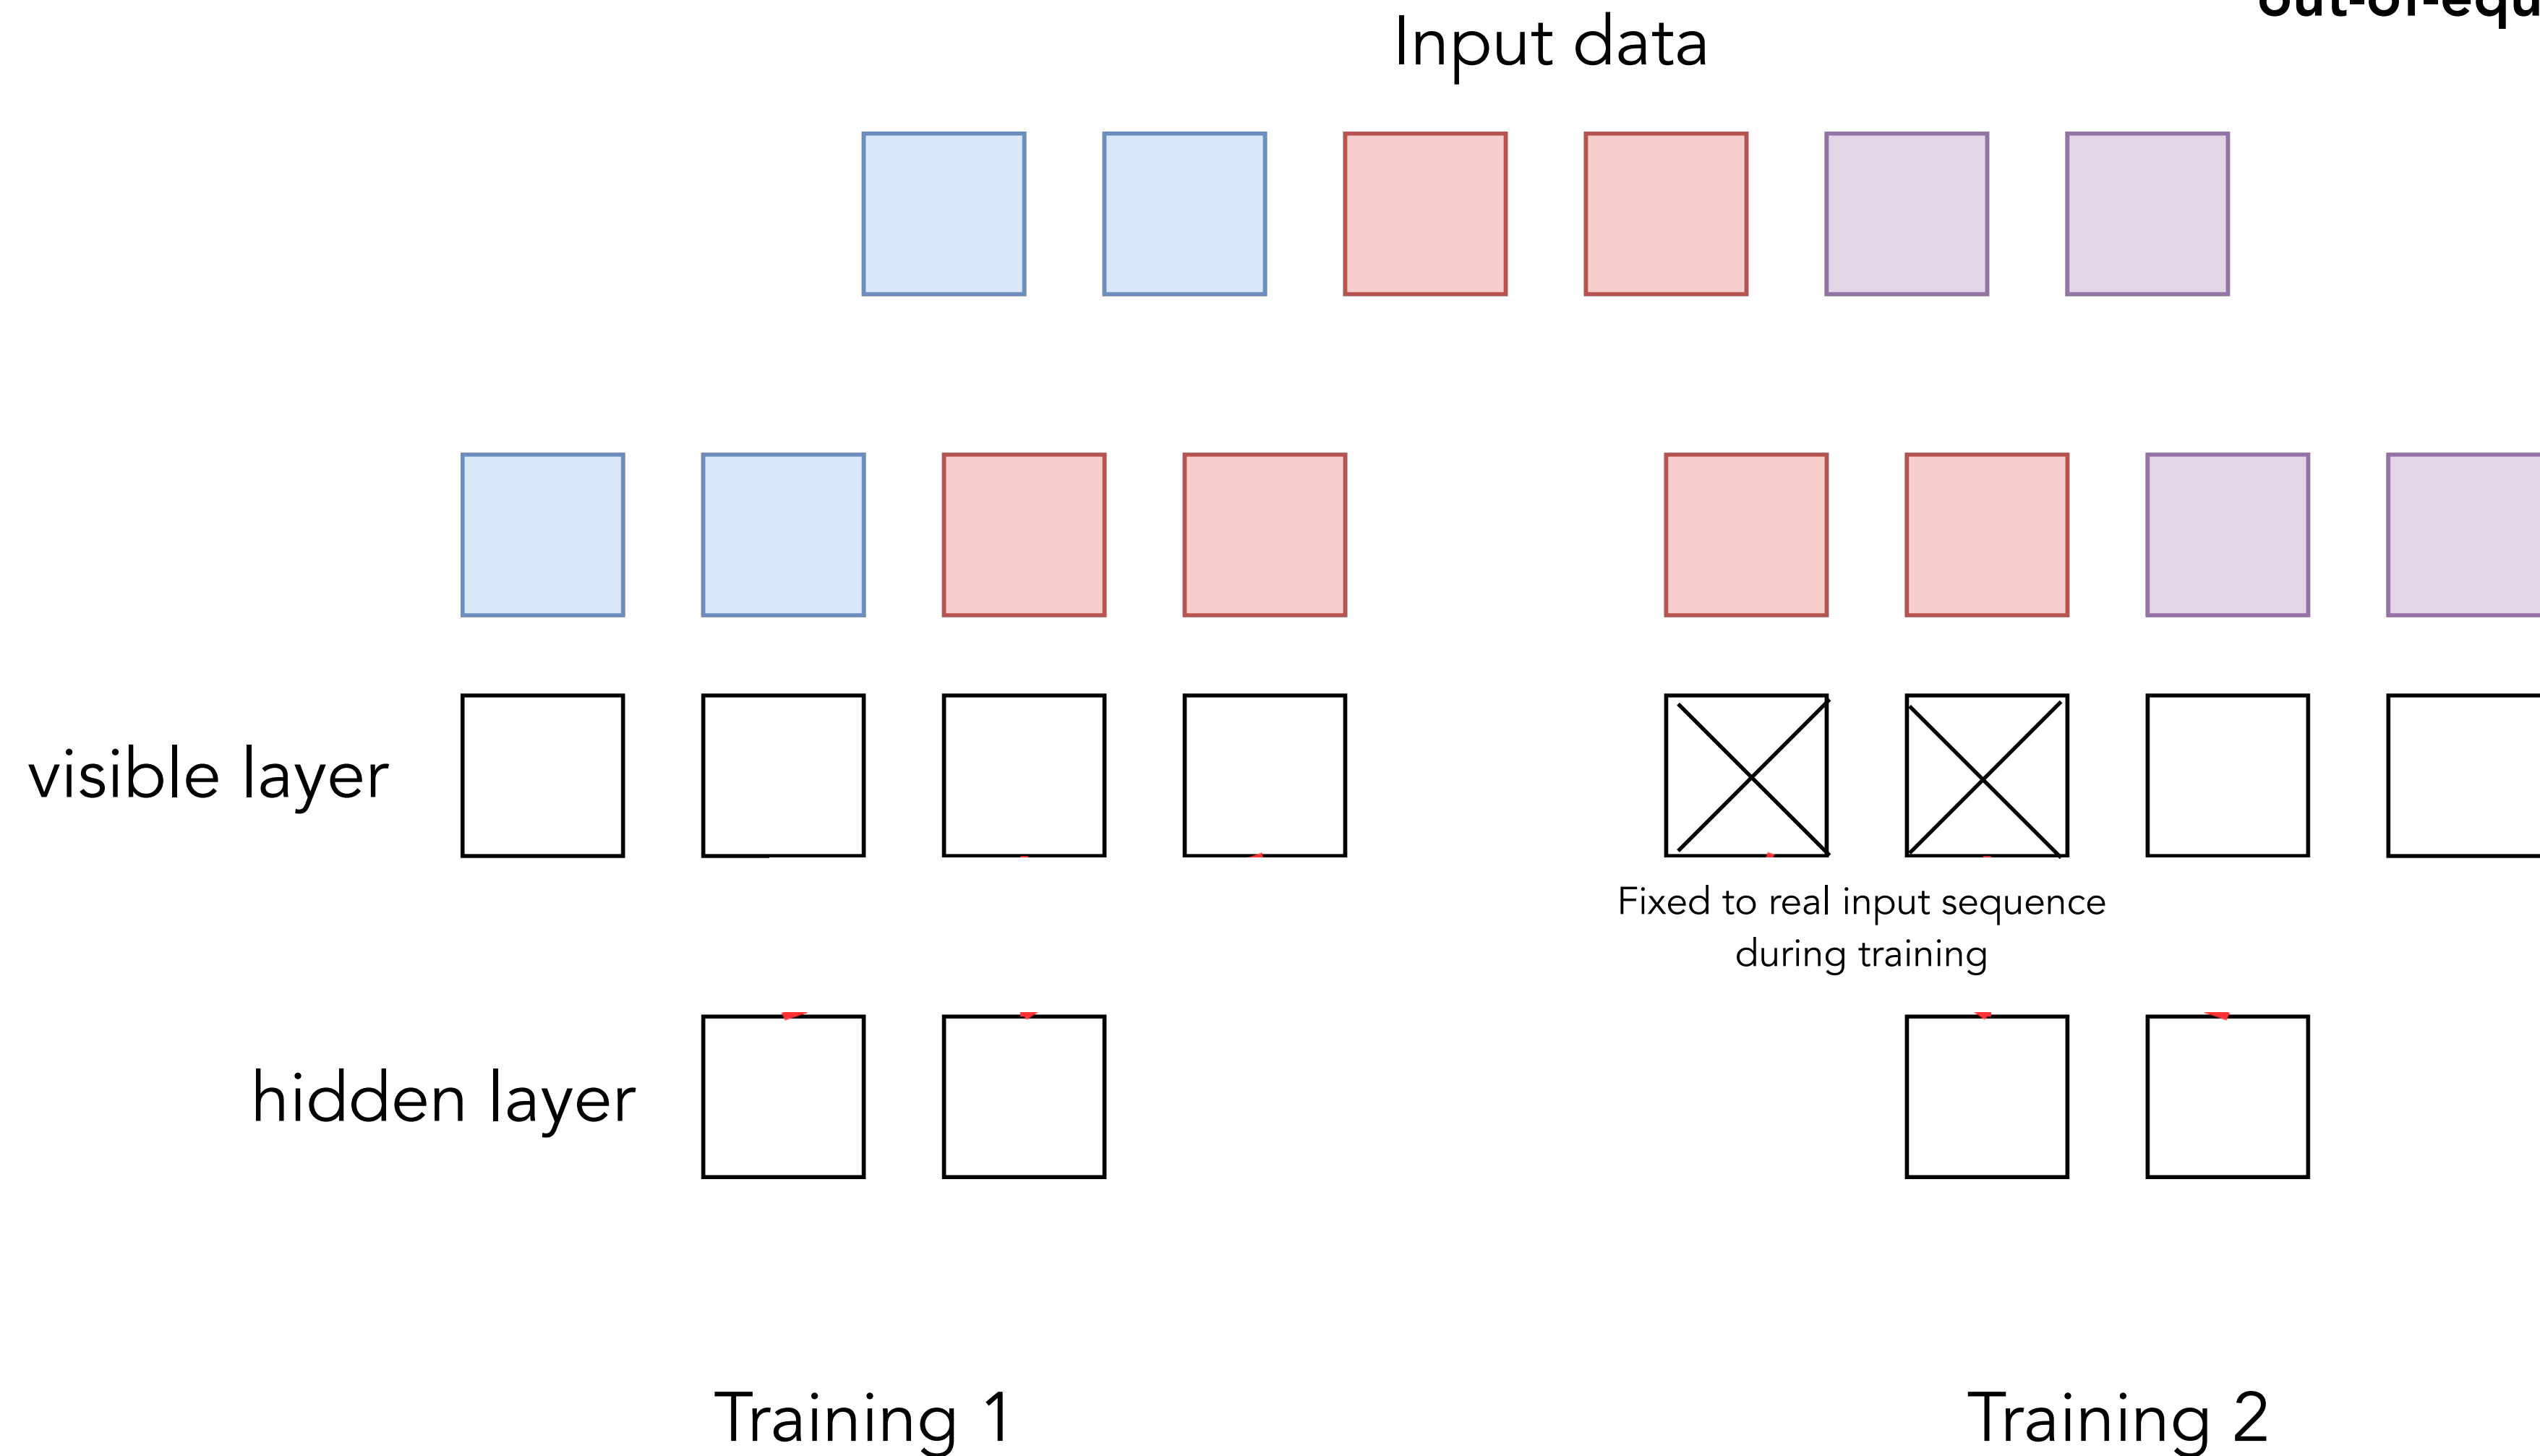 Input data
visible layer
Fixed to real input sequence
during training
hidden layer
Training 1
Training 2